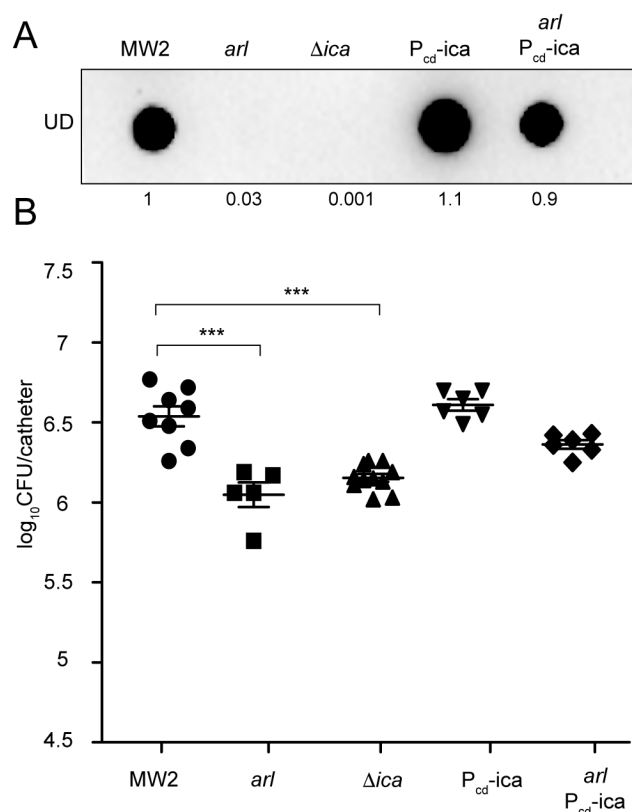 A
MW2 arl Δica Pcd-ica arl Pcd-ica
UD
1 0.03 0.001 1.1 0.9
B
7.5
***
7
***
6.5
6
5.5
5
4.5
log10CFU/catheter
MW2 arl Δica Pcd-ica arl Pcd-ica